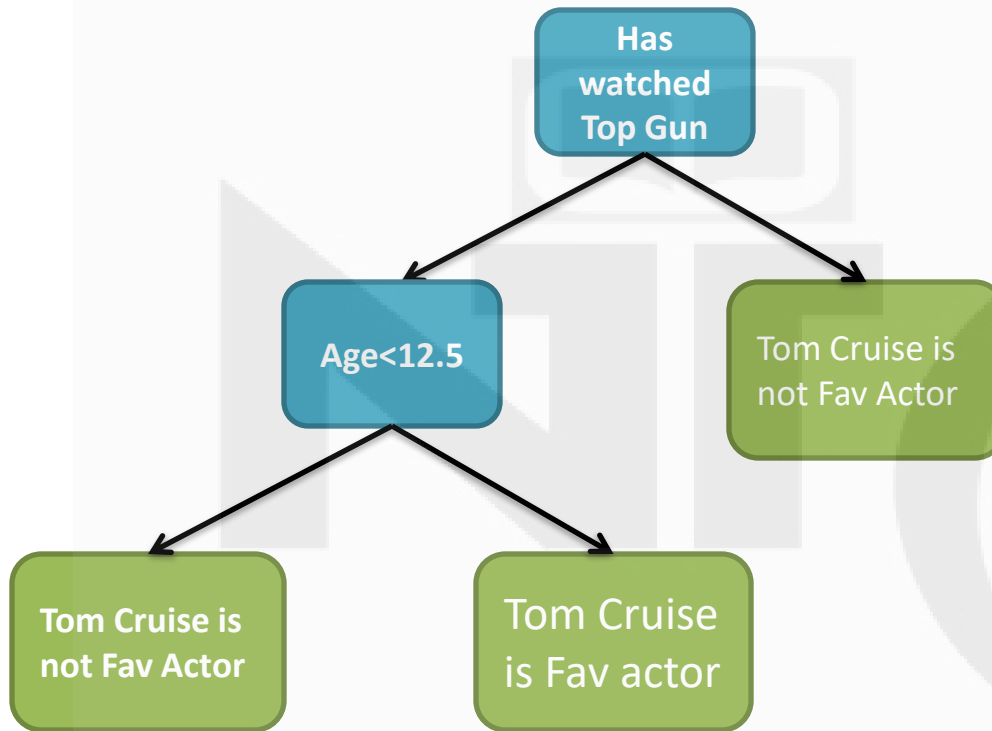 Has
watched
Top Gun
Age<12.5
Tom Cruise is
not Fav Actor
Tom Cruise is
not Fav Actor
Tom Cruise
is Fav actor